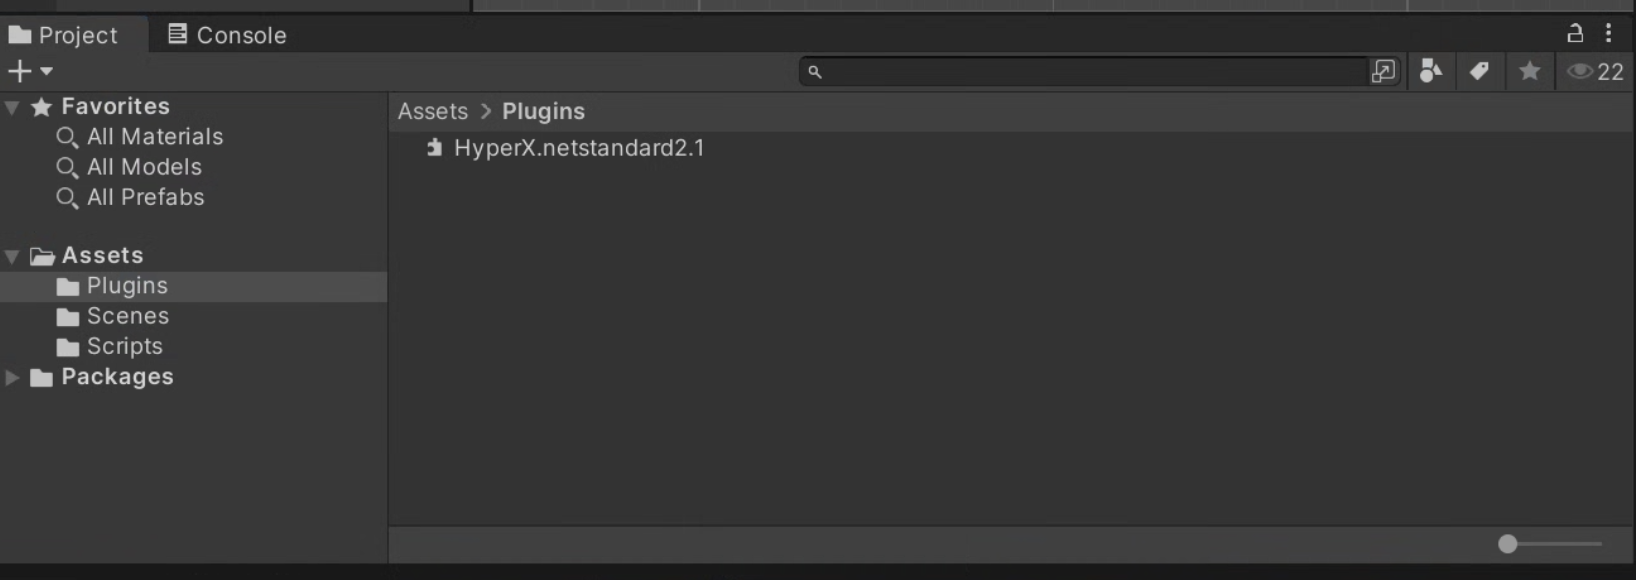 Project
Console
22
Favorites
All Materials
All Models
All Prefabs
Assets
Plugins
Scenes
Scripts
Packages
Assets > Plugins
HyperX.netstandard2.1